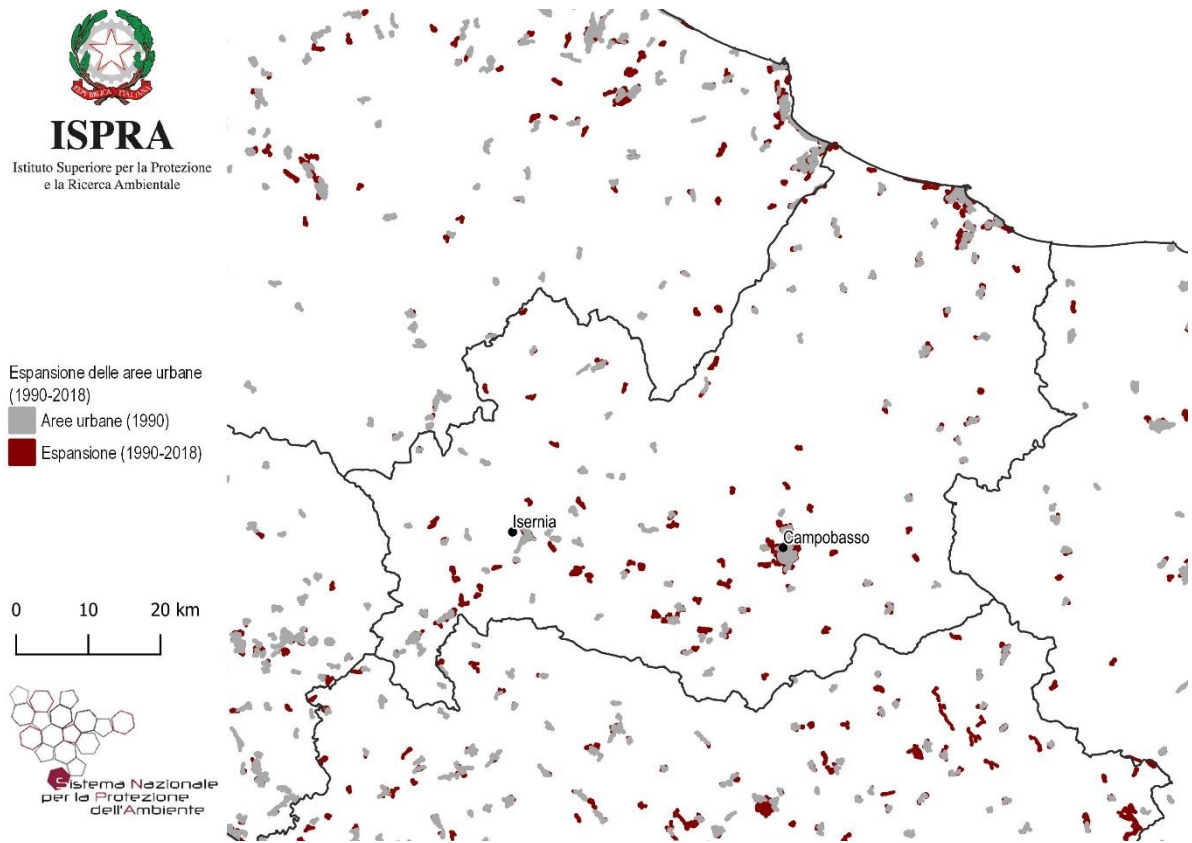 REPVBBLICA ITALIANA
ISPRA
Istituto Superiore per la Protezione
e la Ricerca Ambientale
Espansione delle aree urbane
(1990-2018)
Aree urbane (1990)
Espansione (1990-2018)
Isernia
Campobasso
0 10 20 km
Sistema Nazionale
per la Protezione
dell'Ambiente